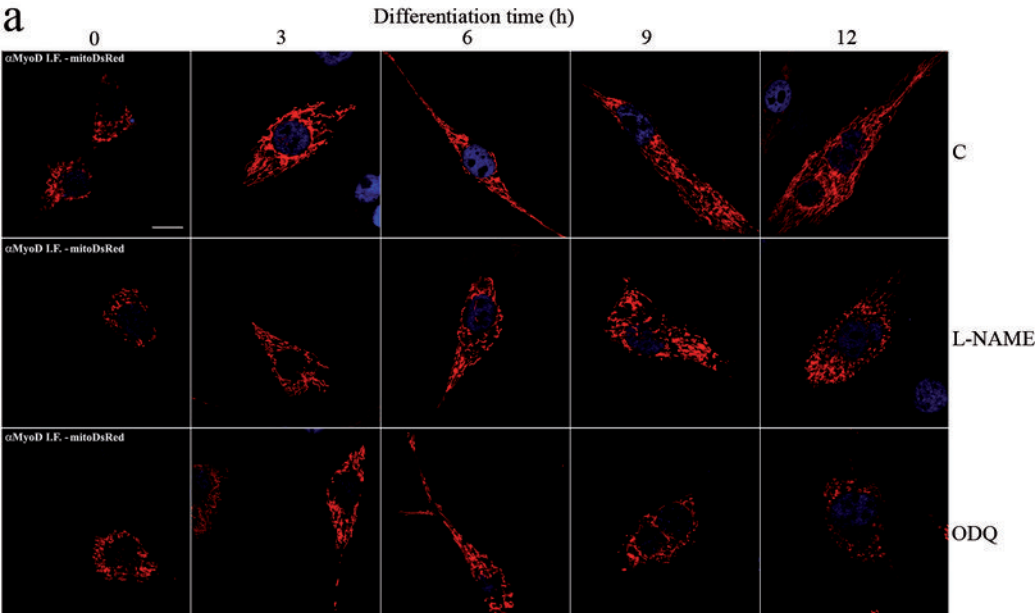 a
Differentiation time (h)
0 3 6 9 12
αMyoD I.F. - mitoDsRed
C
αMyoD I.F. - mitoDsRed
L-NAME
αMyoD I.F. - mitoDsRed
ODQ